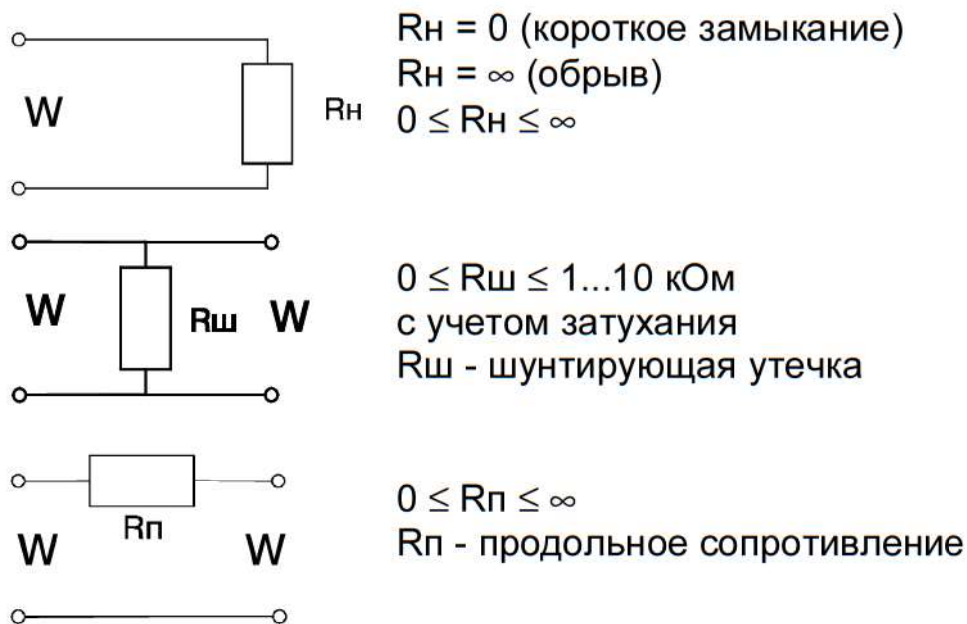 W
Rн
Rн = 0 (короткое замыкание)
Rн = ∞ (обрыв)
0 ≤ Rн ≤ ∞
W
Rш
W
0 ≤ Rш ≤ 1...10 кОм
с учетом затухания
Rш - шунтирующая утечка
Rп
W
W
0 ≤ Rп ≤ ∞
Rп - продольное сопротивление